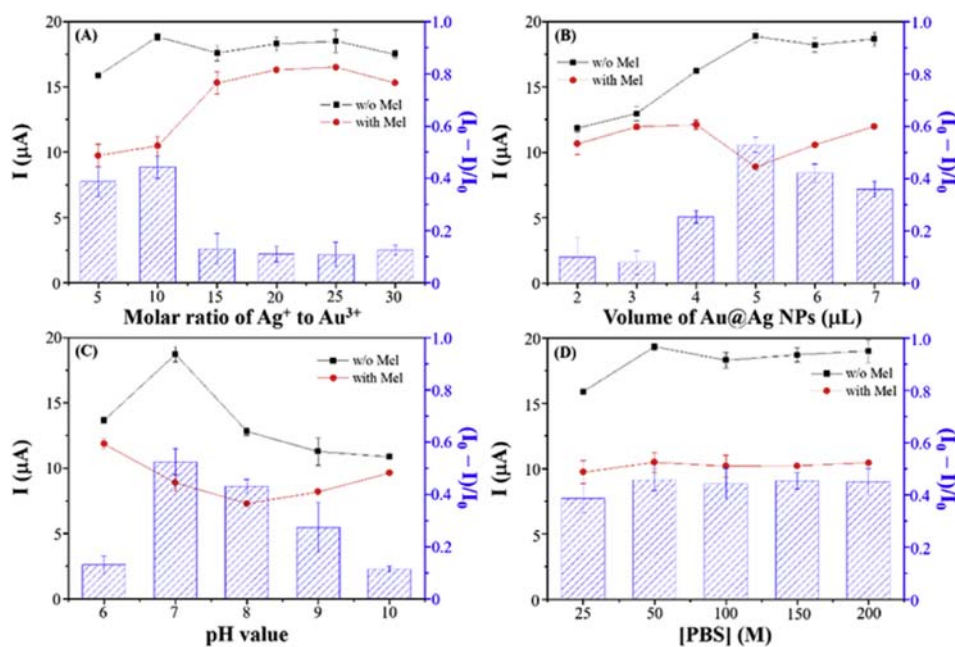 (A)
w/o Mel
with Mel
I (μA)
20
15
10
5
0
1.0
0.8
0.6
0.4
0.2
0.0
(I₀ − I)/I₀
5 10 15 20 25 30
Molar ratio of Ag⁺ to Au³⁺
(B)
w/o Mel
with Mel
I (μA)
20
15
10
5
0
1.0
0.8
0.6
0.4
0.2
0.0
(I₀ − I)/I₀
2 3 4 5 6 7
Volume of Au@Ag NPs (μL)
(C)
w/o Mel
with Mel
I (μA)
20
15
10
5
0
1.0
0.8
0.6
0.4
0.2
0.0
(I₀ − I)/I₀
6 7 8 9 10
pH value
(D)
w/o Mel
with Mel
I (μA)
20
15
10
5
0
1.0
0.8
0.6
0.4
0.2
0.0
(I₀ − I)/I₀
25 50 100 150 200
[PBS] (M)